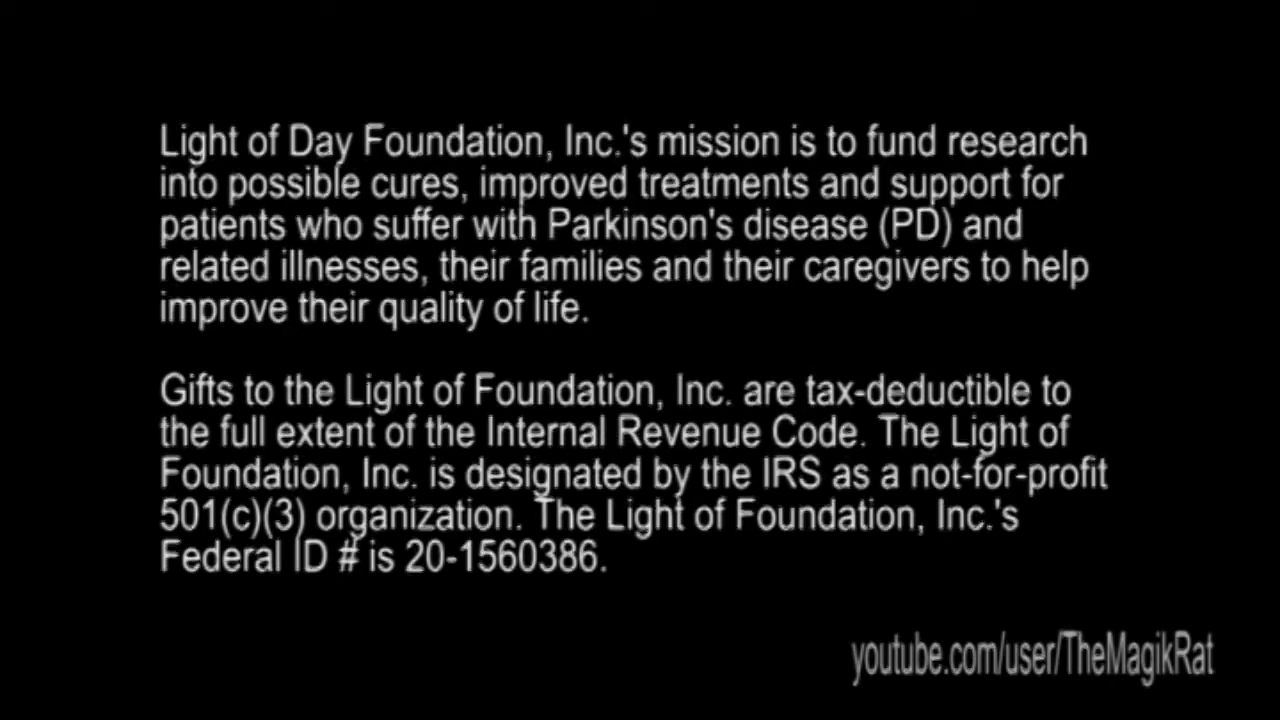 Light of Day Foundation, Inc.'s mission is to fund research
into possible cures, improved treatments and support for
patients who suffer with Parkinson's disease (PD) and
related illnesses, their families and their caregivers to help
improve their quality of life.
Gifts to the Light of Foundation, Inc. are tax-deductible to
the full extent of the Internal Revenue Code. The Light of
Foundation, Inc. is designated by the IRS as a not-for-profit
501(c)(3) organization. The Light of Foundation, Inc.'s
Federal ID # is 20-1560386.
youtube.com/user/TheMagikRat